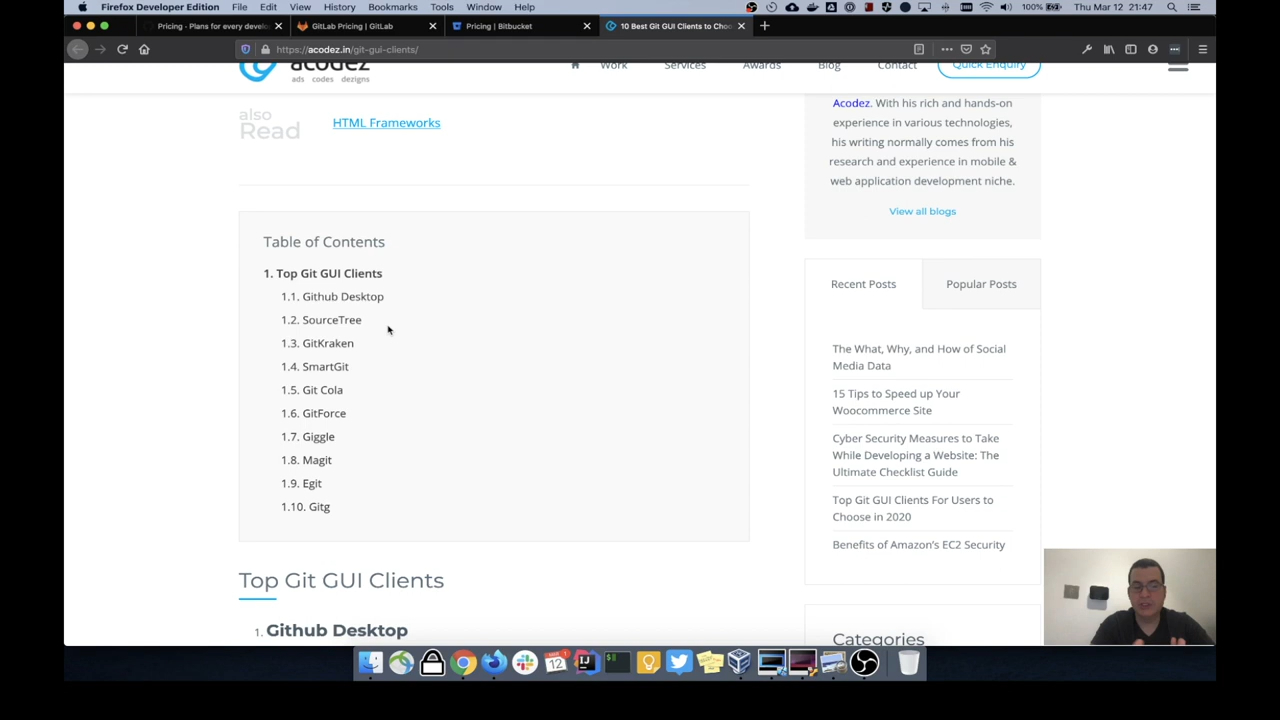 Firefox Developer Edition File Edit View History Bookmarks Tools Window Help 100% Thu Mar 12 21:47
Pricing - Plans for every develo
GitLab Pricing | GitLab
Pricing | Bitbucket
10 Best Git GUI Clients to Choo
https://acodez.in/git-gui-clients/
acodez
ads codes dezigns
Work Services Awards Blog Contact Quick Enquiry
also
Read
HTML Frameworks
Table of Contents
1. Top Git GUI Clients
1.1. Github Desktop
1.2. SourceTree
1.3. GitKraken
1.4. SmartGit
1.5. Git Cola
1.6. GitForce
1.7. Giggle
1.8. Magit
1.9. Egit
1.10. Gitg
Top Git GUI Clients
1. Github Desktop
Acodez. With his rich and hands-on
experience in various technologies,
his writing normally comes from his
research and experience in mobile &
web application development niche.
View all blogs
Recent Posts
Popular Posts
The What, Why, and How of Social
Media Data
15 Tips to Speed up Your
Woocommerce Site
Cyber Security Measures to Take
While Developing a Website: The
Ultimate Checklist Guide
Top Git GUI Clients For Users to
Choose in 2020
Benefits of Amazon's EC2 Security
Categories